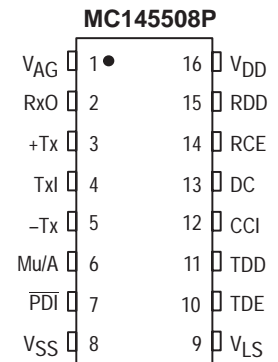 MC145508P
VAG 1 16 VDD
RxO 2 15 RDD
+Tx 3 14 RCE
TxI 4 13 DC
–Tx 5 12 CCI
Mu/A 6 11 TDD
PDI 7 10 TDE
VSS 8 9 VLS